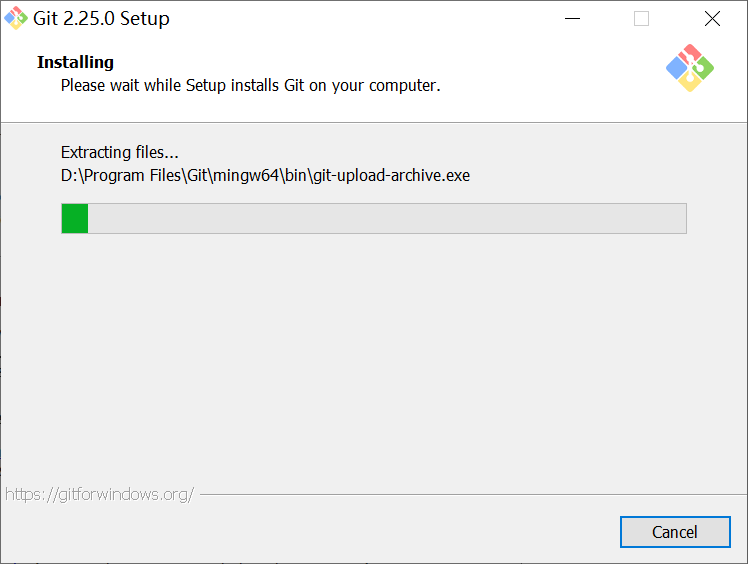 Git 2.25.0 Setup
Installing
Please wait while Setup installs Git on your computer.
Extracting files...
D:\Program Files\Git\mingw64\bin\git-upload-archive.exe
https://gitforwindows.org/
Cancel